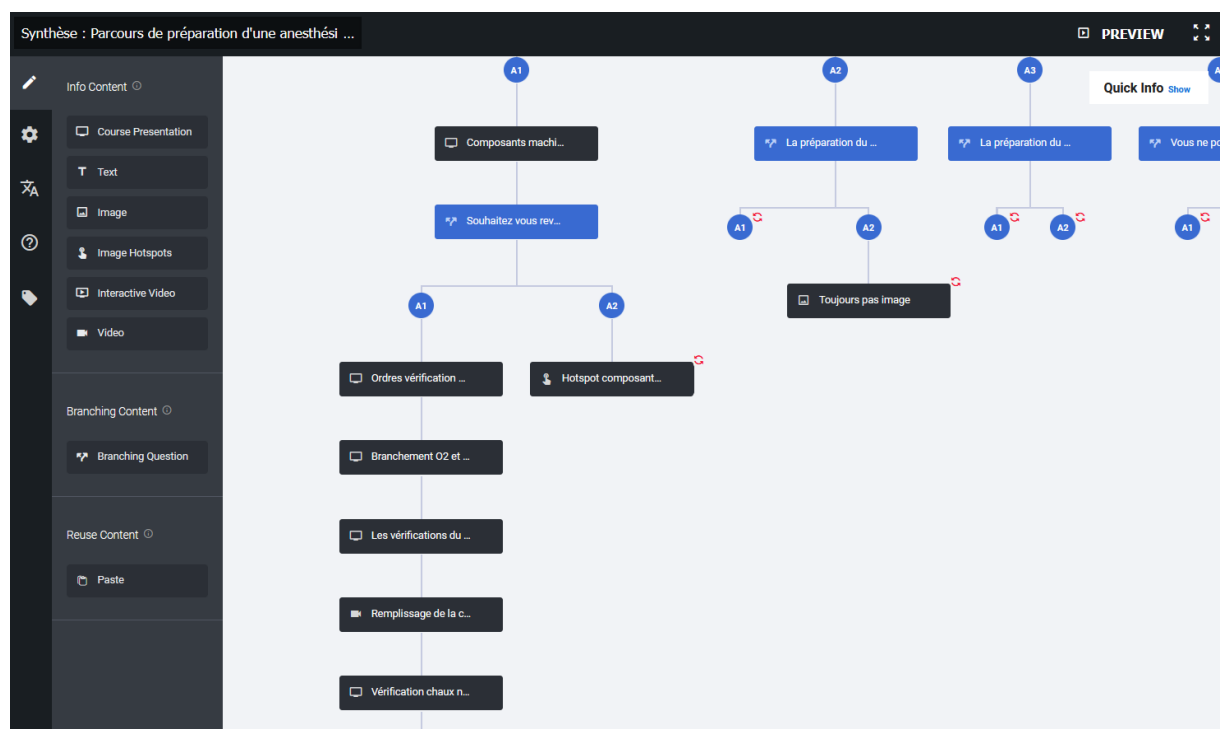 Synthèse : Parcours de préparation d'une anesthési ...
PREVIEW
Info Content
Course Presentation
Text
Image
Image Hotspots
Interactive Video
Video
Branching Content
Branching Question
Reuse Content
Paste
Quick Info Show
A1
A2
A3
Composants machi...
La préparation du ...
La préparation du ...
Vous ne po
Souhaitez vous rev...
A1
A2
A1
A2
A1
Toujours pas image
A1
A2
Ordres vérification ...
Hotspot composant...
Branchement O2 et ...
Les vérifications du ...
Remplissage de la c...
Vérification chaux n...